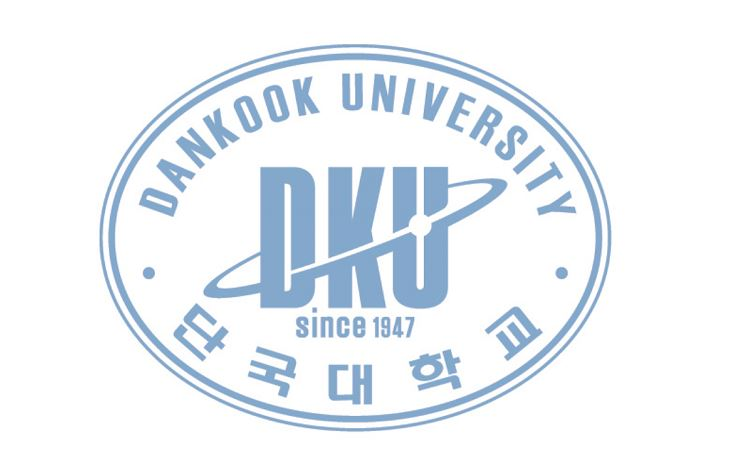 DANKOOK UNIVERSITY
DKU
since 1947
단국대학교